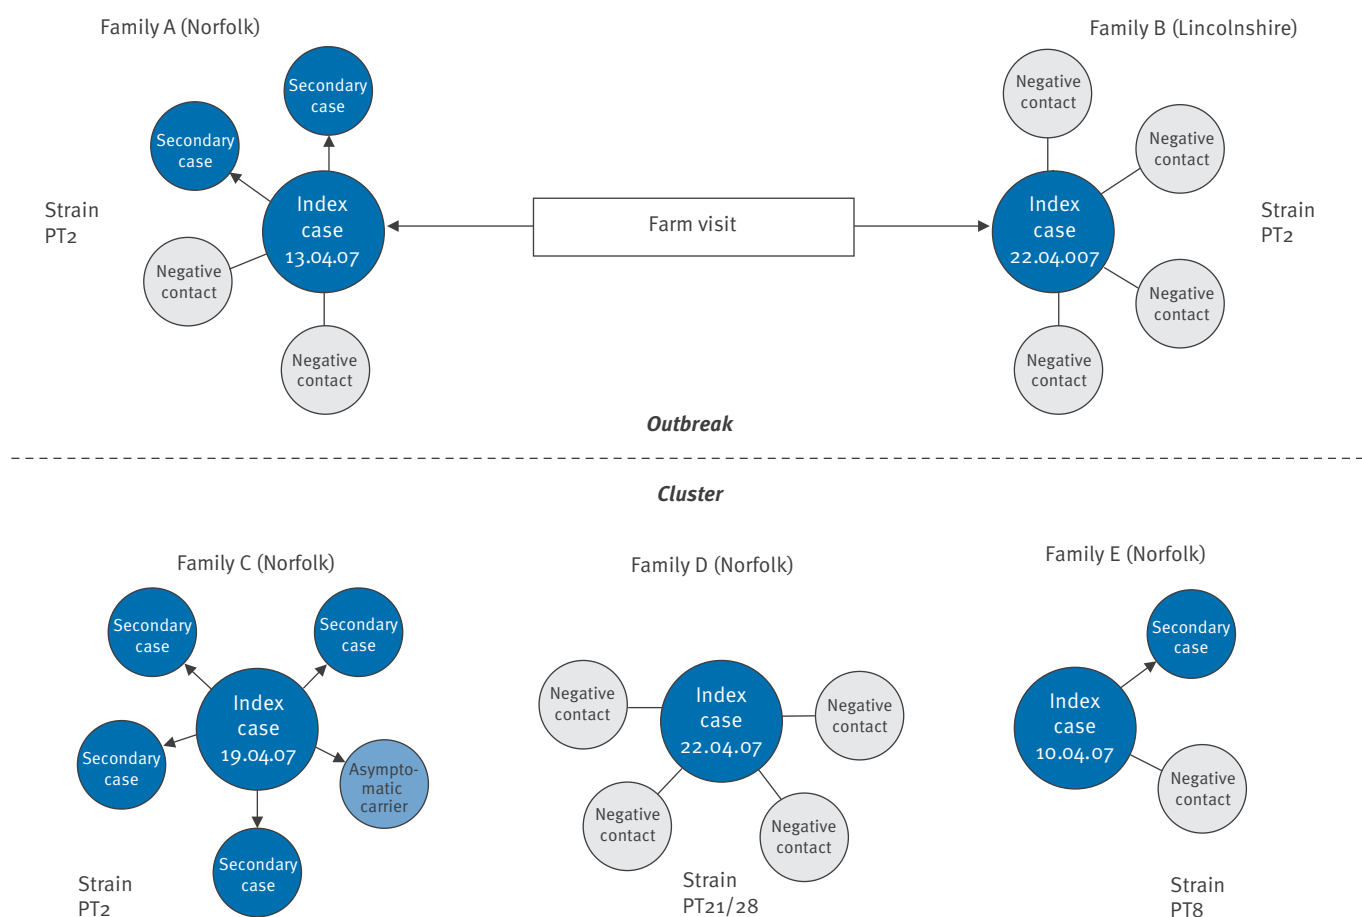 Family A (Norfolk)
Family B (Lincolnshire)
Secondary
case
Secondary
case
Index
case
13.04.07
Negative
contact
Negative
contact
Strain
PT2
Farm visit
Negative
contact
Negative
contact
Index
case
22.04.007
Negative
contact
Negative
contact
Strain
PT2
Outbreak
Cluster
Family C (Norfolk)
Secondary
case
Secondary
case
Index
case
19.04.07
Secondary
case
Asympto-
matic
carrier
Secondary
case
Strain
PT2
Family D (Norfolk)
Negative
contact
Index
case
22.04.07
Negative
contact
Negative
contact
Negative
contact
Strain
PT21/28
Family E (Norfolk)
Secondary
case
Index
case
10.04.07
Negative
contact
Strain
PT8